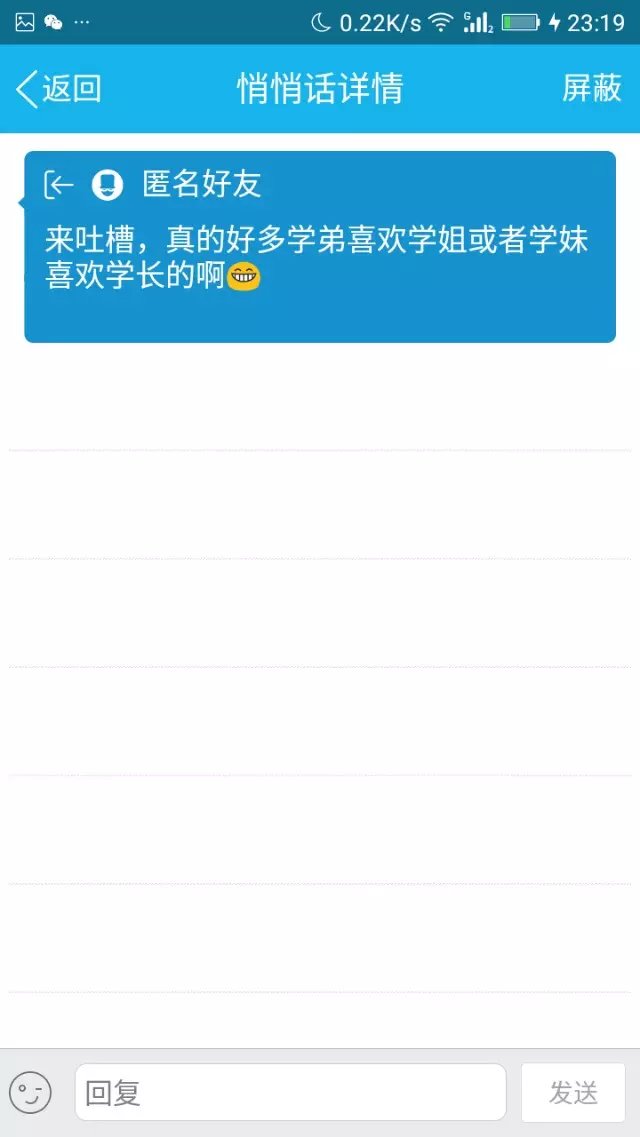 0.22K/s
G
2
23:19
返回
悄悄话详情
屏蔽
匿名好友
来吐槽，真的好多学弟喜欢学姐或者学妹
喜欢学长的啊😁
回复
发送